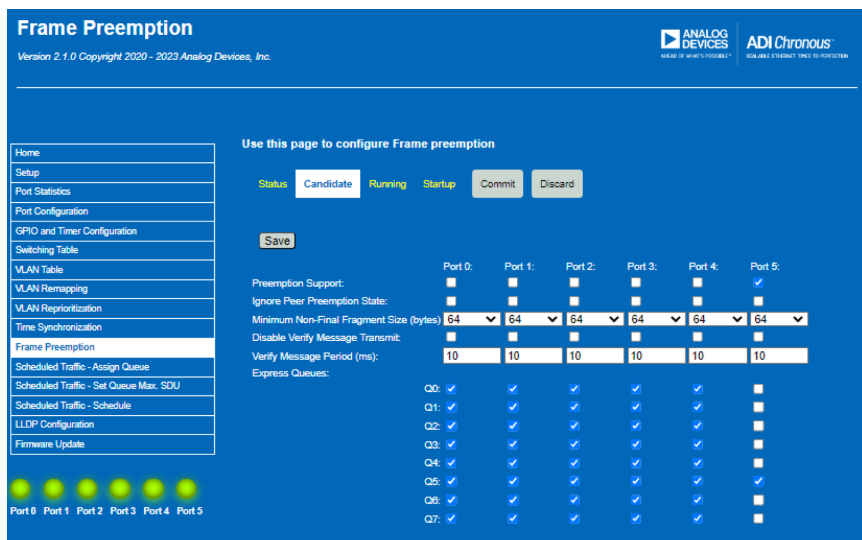 Frame Preemption
Version 2.1.0 Copyright 2020 - 2023 Analog Devices, Inc.
ANALOG
DEVICES
AHEAD OF WHAT'S POSSIBLE™
ADI Chronous™
SCALABLE ETHERNET TIMED TO PERFECTION
Home
Setup
Port Statistics
Port Configuration
GPIO and Timer Configuration
Switching Table
VLAN Table
VLAN Remapping
VLAN Reprioritization
Time Synchronization
Frame Preemption
Scheduled Traffic - Assign Queue
Scheduled Traffic - Set Queue Max. SDU
Scheduled Traffic - Schedule
LLDP Configuration
Firmware Update
Port 0 Port 1 Port 2 Port 3 Port 4 Port 5
Use this page to configure Frame preemption
Status Candidate Running Startup Commit Discard
Save
Port 0: Port 1: Port 2: Port 3: Port 4: Port 5:
Preemption Support:
Ignore Peer Preemption State:
Minimum Non-Final Fragment Size (bytes) 64 64 64 64 64 64
Disable Verify Message Transmit:
Verify Message Period (ms): 10 10 10 10 10 10
Express Queues:
Q0:
Q1:
Q2:
Q3:
Q4:
Q5:
Q6:
Q7: